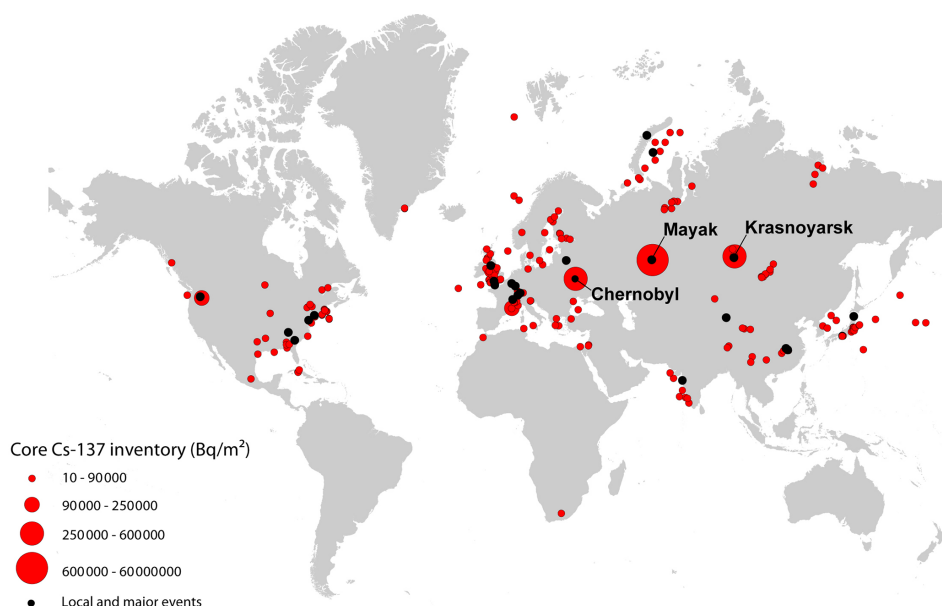 Mayak
Krasnoyarsk
Chernobyl
Core Cs-137 inventory (Bq/m²)
10 - 90000
90000 - 250000
250000 - 600000
600000 - 60000000
Local and major events